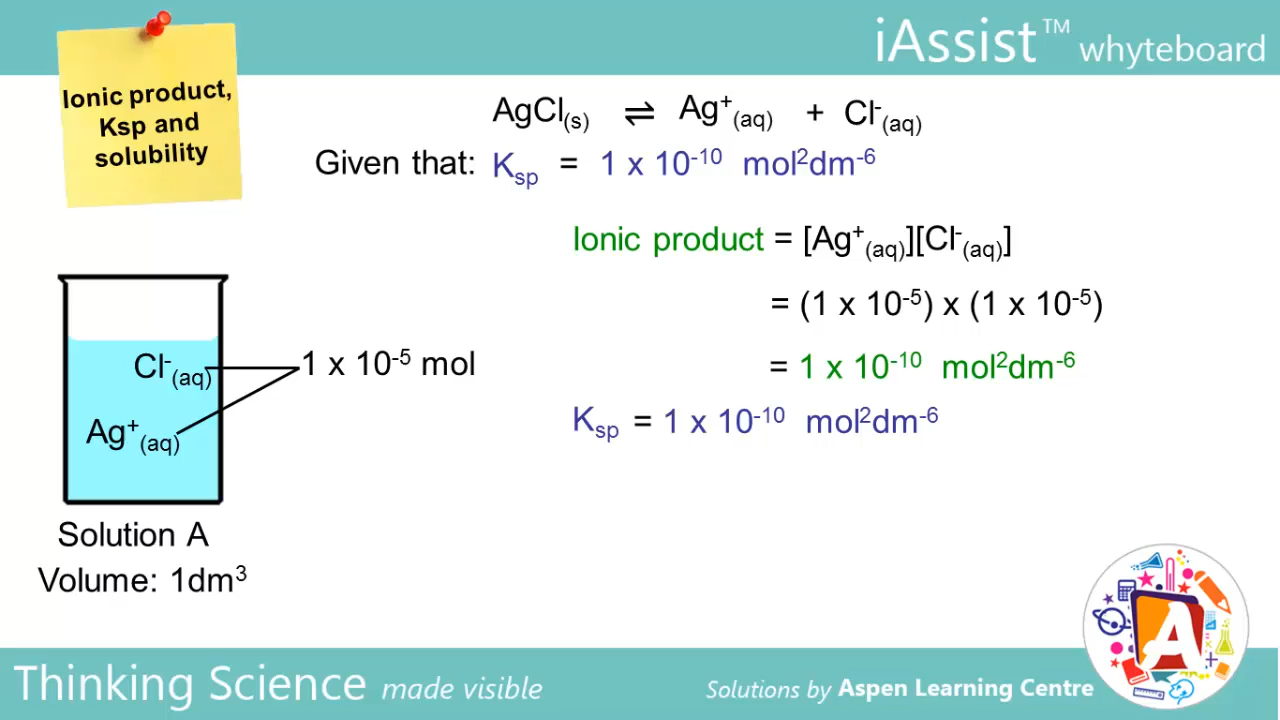 iAssist™ whyteboard
Ionic product,
Ksp and
solubility
AgCl(s) ⇌ Ag⁺(aq) + Cl⁻(aq)
Given that: Ksp = 1 x 10⁻¹⁰ mol²dm⁻⁶
Ionic product = [Ag⁺(aq)][Cl⁻(aq)]
= (1 x 10⁻⁵) x (1 x 10⁻⁵)
= 1 x 10⁻¹⁰ mol²dm⁻⁶
Ksp = 1 x 10⁻¹⁰ mol²dm⁻⁶
Cl⁻(aq)
1 x 10⁻⁵ mol
Ag⁺(aq)
Solution A
Volume: 1dm³
A
Thinking Science made visible
Solutions by Aspen Learning Centre